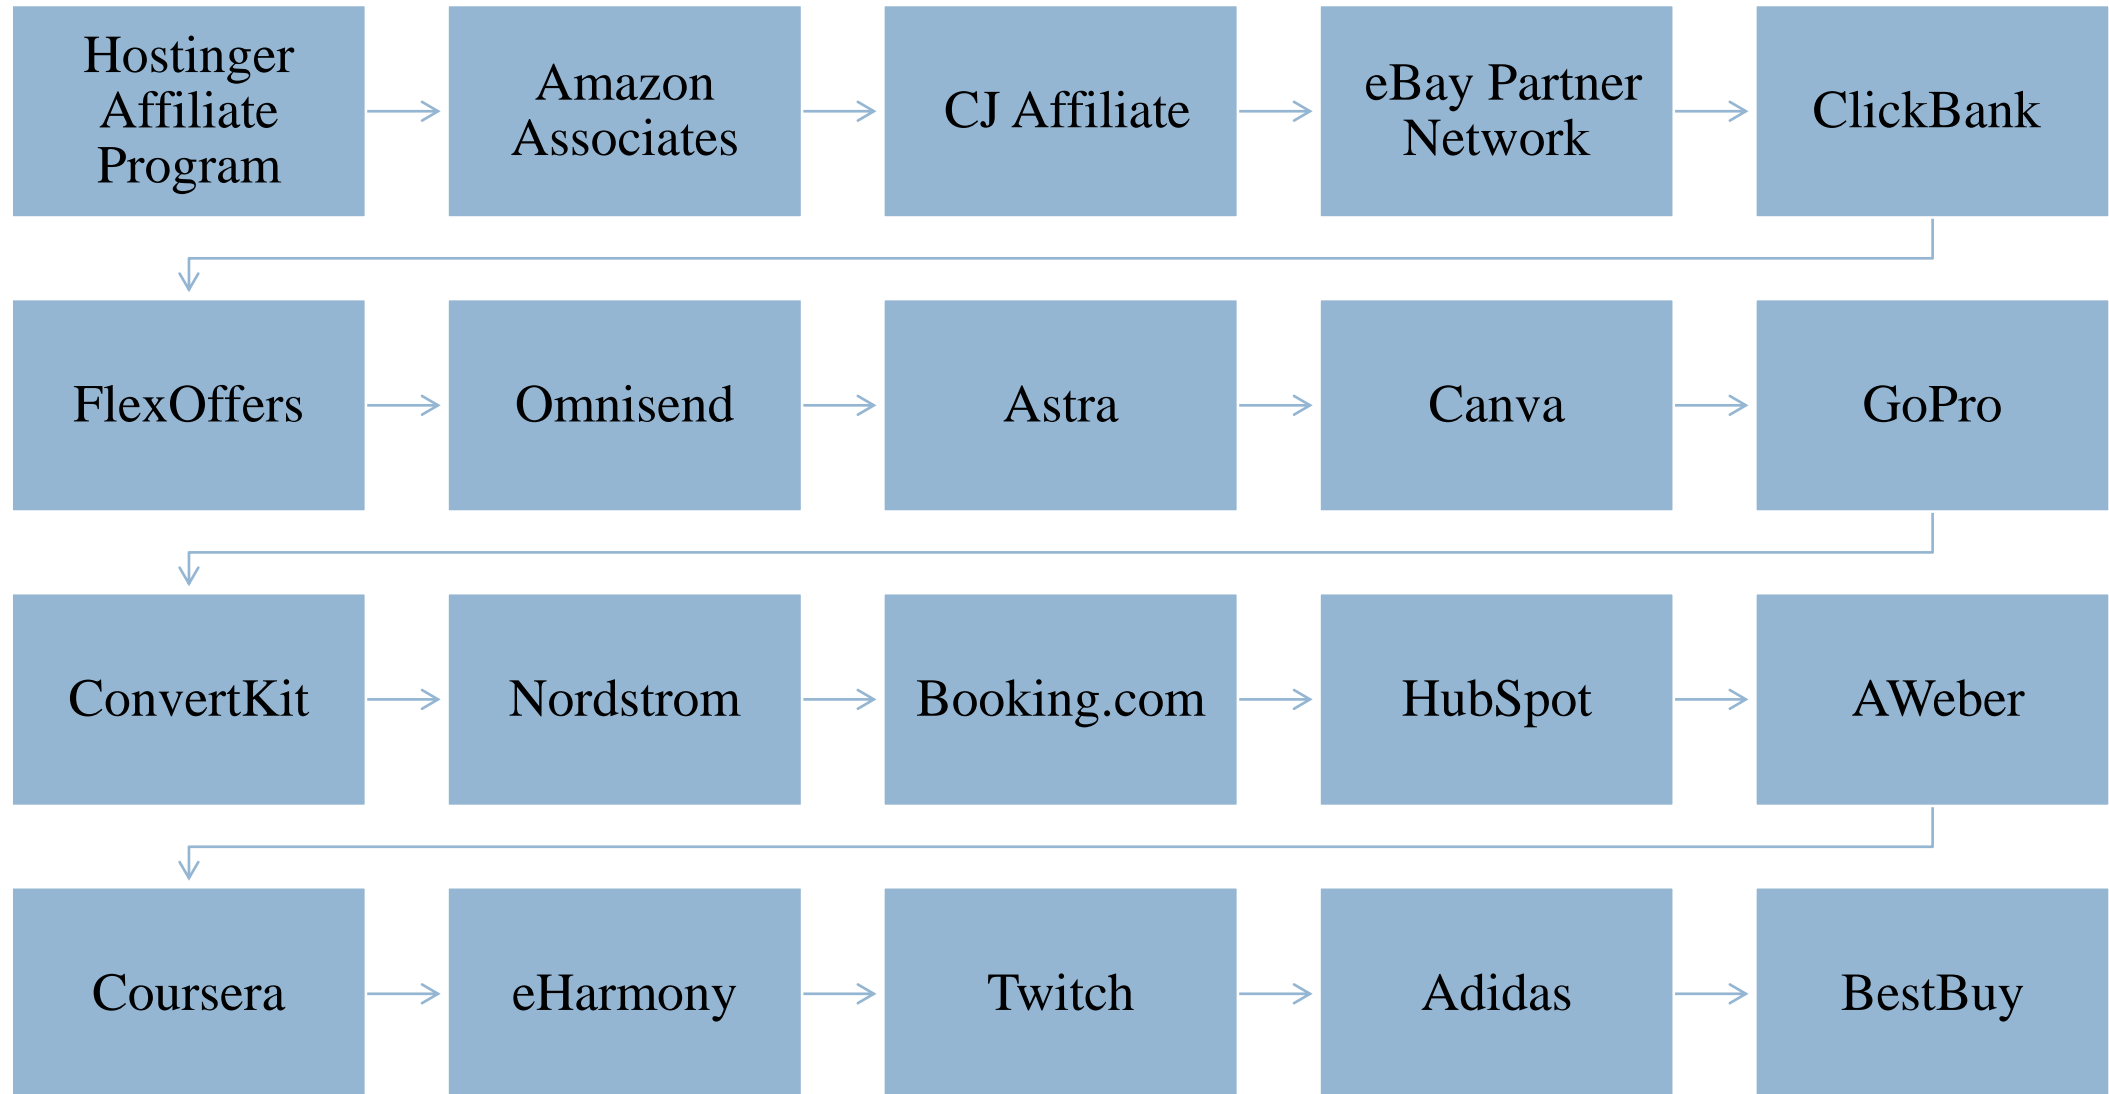 Hostinger
Affiliate
Program
Amazon
Associates
CJ Affiliate
eBay Partner
Network
ClickBank
FlexOffers
Omnisend
Astra
Canva
GoPro
ConvertKit
Nordstrom
Booking.com
HubSpot
AWeber
Coursera
eHarmony
Twitch
Adidas
BestBuy